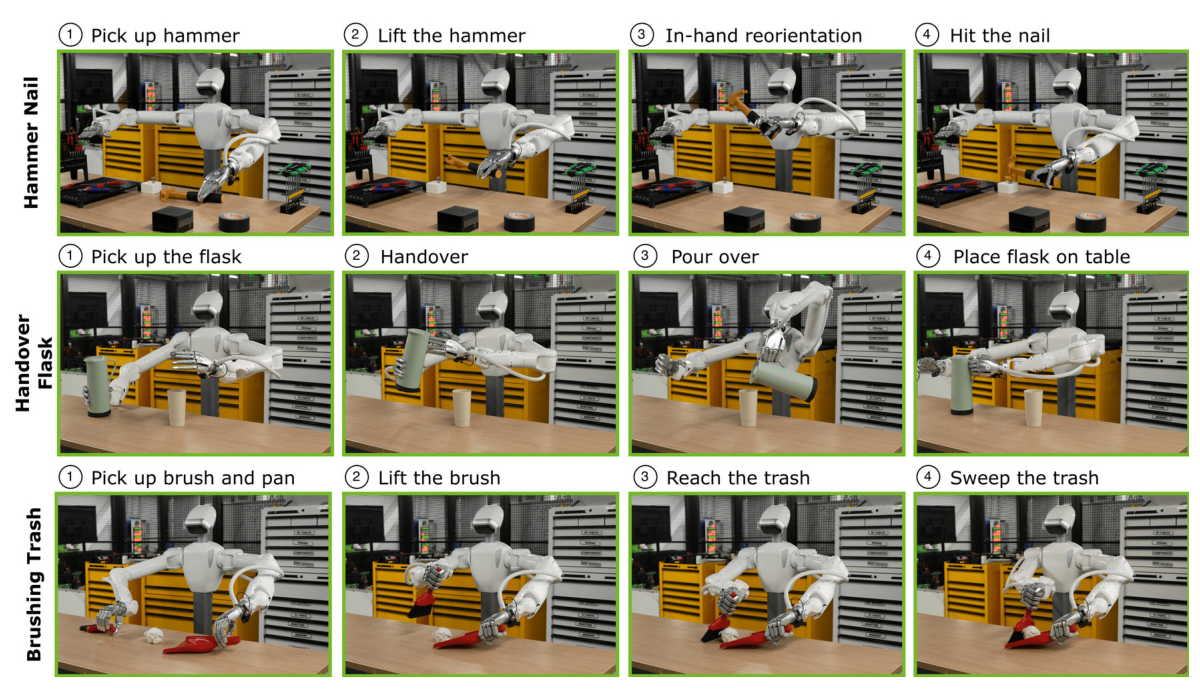 1 Pick up hammer
2 Lift the hammer
3 In-hand reorientation
4 Hit the nail
Hammer Nail
1 Pick up the flask
2 Handover
3 Pour over
4 Place flask on table
Handover
Flask
1 Pick up brush and pan
2 Lift the brush
3 Reach the trash
4 Sweep the trash
Brushing Trash